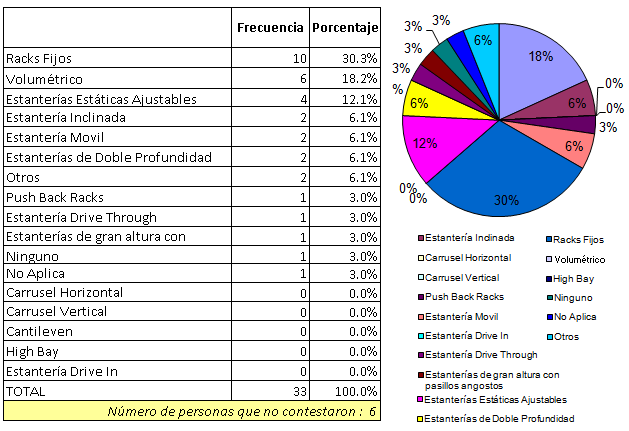 Frecuencia Porcentaje
Racks Fijos 10 30.3%
Volumétrico 6 18.2%
Estanterías Estáticas Ajustables 4 12.1%
Estantería Inclinada 2 6.1%
Estantería Movil 2 6.1%
Estanterías de Doble Profundidad 2 6.1%
Otros 2 6.1%
Push Back Racks 1 3.0%
Estantería Drive Through 1 3.0%
Estanterías de gran altura con 1 3.0%
Ninguno 1 3.0%
No Aplica 1 3.0%
Carrusel Horizontal 0 0.0%
Carrusel Vertical 0 0.0%
Cantileven 0 0.0%
High Bay 0 0.0%
Estantería Drive In 0 0.0%
TOTAL 33 100.0%
Número de personas que no contestaron : 6
18%
0%
6%
0%
3%
6%
30%
0%
0%
12%
6%
%
3%
3%
3%
3%
6%
Estantería Inclinada
Carrusel Horizontal
Carrusel Vertical
Push Back Racks
Estantería Movil
Estantería Drive In
Estantería Drive Through
Estanterías de gran altura con
pasillos angostos
Estanterías Estáticas Ajustables
Estanterías de Doble Profundidad
Racks Fijos
Volumétrico
High Bay
Ninguno
No Aplica
Otros